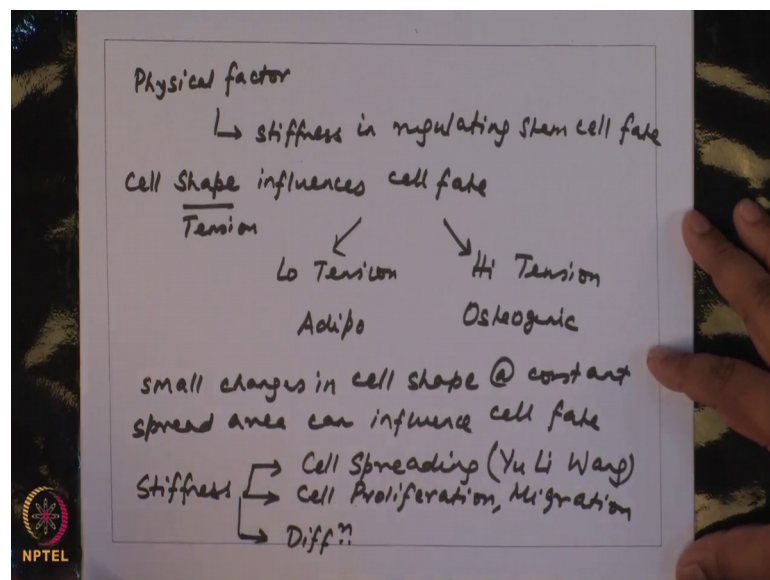 Physical factor
↳ stiffness in regulating stem cell fate
Cell Shape influences cell fate
Tension
Lo Tension Hi Tension
Adipo Osteogenic
small changes in cell shape @ constant
spread area can influence cell fate
Stiffness → Cell Spreading (Yu Li Wang)
→ Cell Proliferation, Migration
↳ Diffⁿ
NPTEL